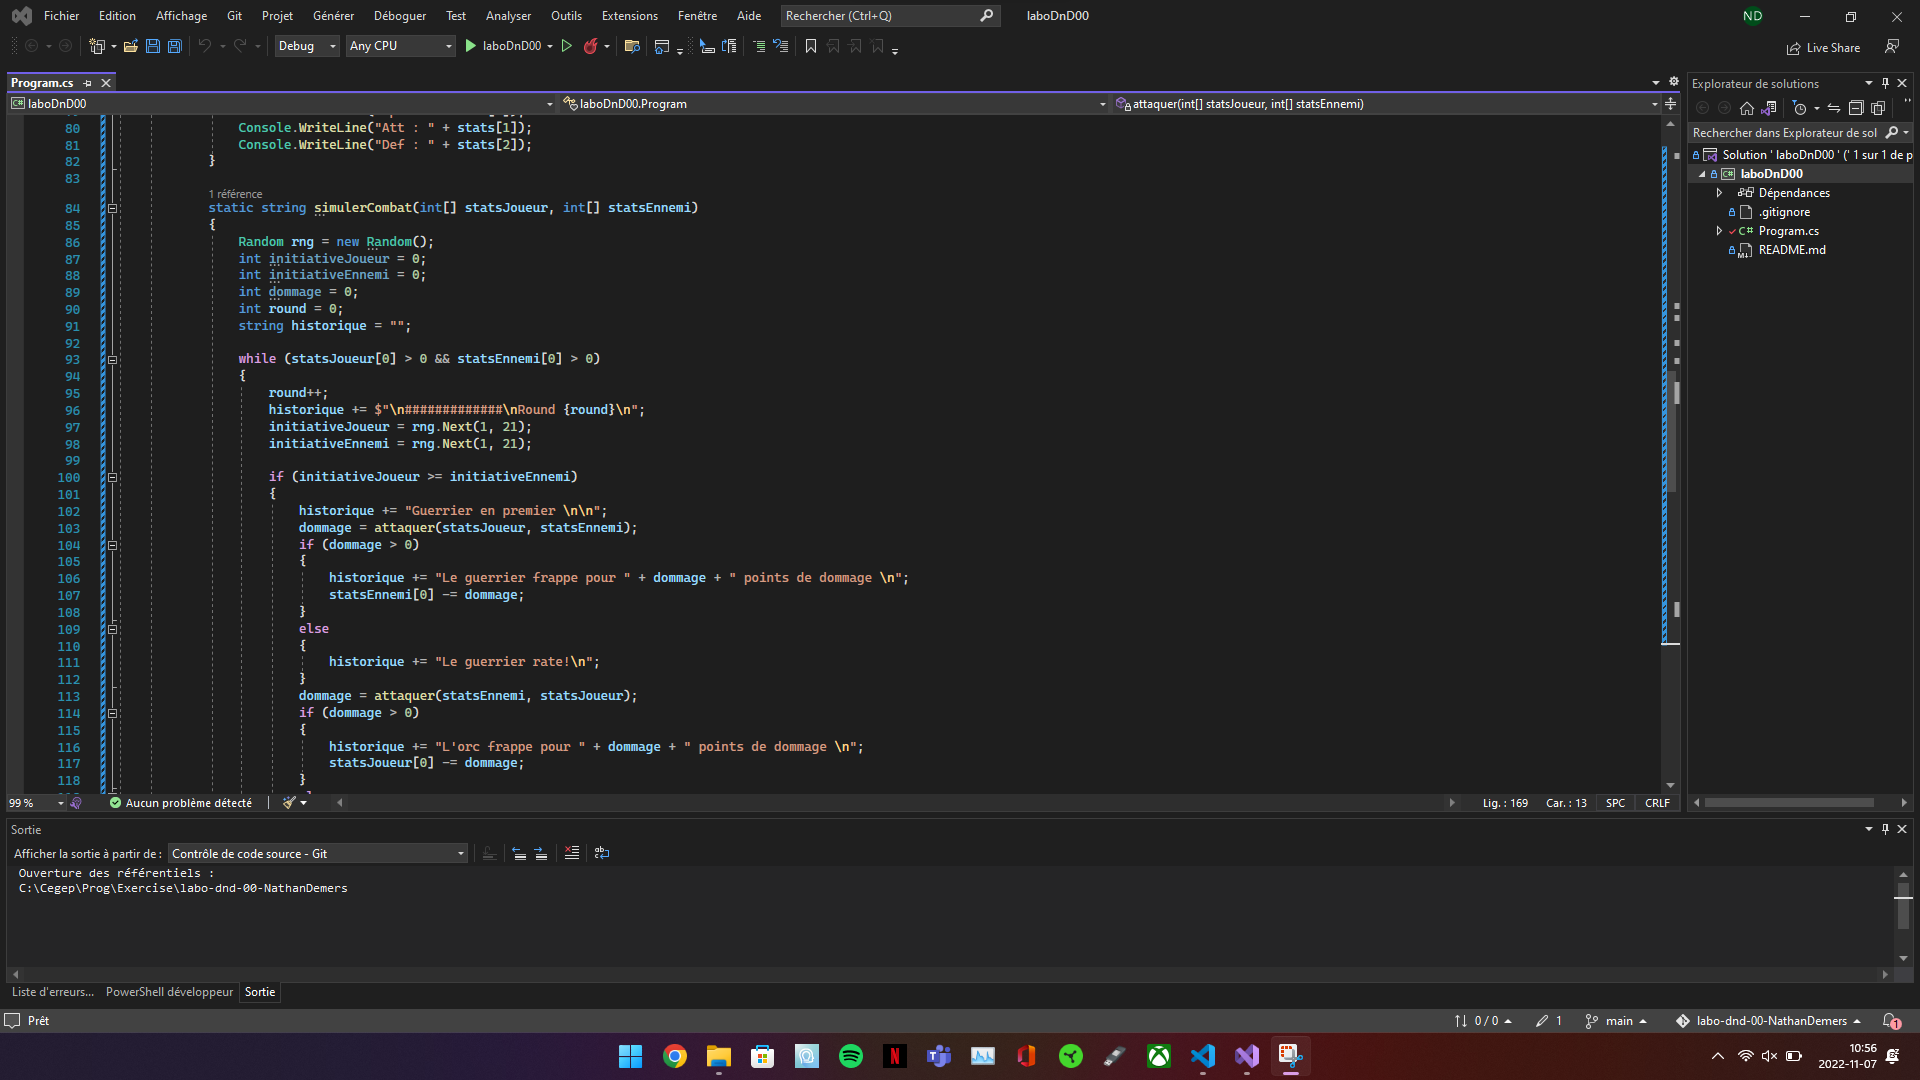 Fichier Edition Affichage Git Projet Générer Déboguer Test Analyser Outils Extensions Fenêtre Aide Rechercher (Ctrl+Q) laboDnD00 ND
Debug Any CPU laboDnD00 Live Share
Program.cs
laboDnD00 laboDnD00.Program attaquer(int[] statsJoueur, int[] statsEnnemi)
80 Console.WriteLine("Att : " + stats[1]);
81 Console.WriteLine("Def : " + stats[2]);
82 }
83
1 référence
84 static string simulerCombat(int[] statsJoueur, int[] statsEnnemi)
85 {
86 Random rng = new Random();
87 int initiativeJoueur = 0;
88 int initiativeEnnemi = 0;
89 int dommage = 0;
90 int round = 0;
91 string historique = "";
92
93 while (statsJoueur[0] > 0 && statsEnnemi[0] > 0)
94 {
95 round++;
96 historique += $"\n#############\nRound {round}\n";
97 initiativeJoueur = rng.Next(1, 21);
98 initiativeEnnemi = rng.Next(1, 21);
99
100 if (initiativeJoueur >= initiativeEnnemi)
101 {
102 historique += "Guerrier en premier \n\n";
103 dommage = attaquer(statsJoueur, statsEnnemi);
104 if (dommage > 0)
105 {
106 historique += "Le guerrier frappe pour " + dommage + " points de dommage \n";
107 statsEnnemi[0] -= dommage;
108 }
109 else
110 {
111 historique += "Le guerrier rate!\n";
112 }
113 dommage = attaquer(statsEnnemi, statsJoueur);
114 if (dommage > 0)
115 {
116 historique += "L'orc frappe pour " + dommage + " points de dommage \n";
117 statsJoueur[0] -= dommage;
118 }
99 % Aucun problème détecté Lig. : 169 Car. : 13 SPC CRLF
Explorateur de solutions
Rechercher dans Explorateur de sol
Solution ' laboDnD00 ' (' 1 sur 1 de p
laboDnD00
Dépendances
.gitignore
Program.cs
README.md
Sortie
Afficher la sortie à partir de : Contrôle de code source - Git
Ouverture des référentiels :
C:\Cegep\Prog\Exercise\labo-dnd-00-NathanDemers
Liste d'erreurs... PowerShell développeur Sortie
Prêt 0 / 0 1 main labo-dnd-00-NathanDemers 1
10:56
2022-11-07